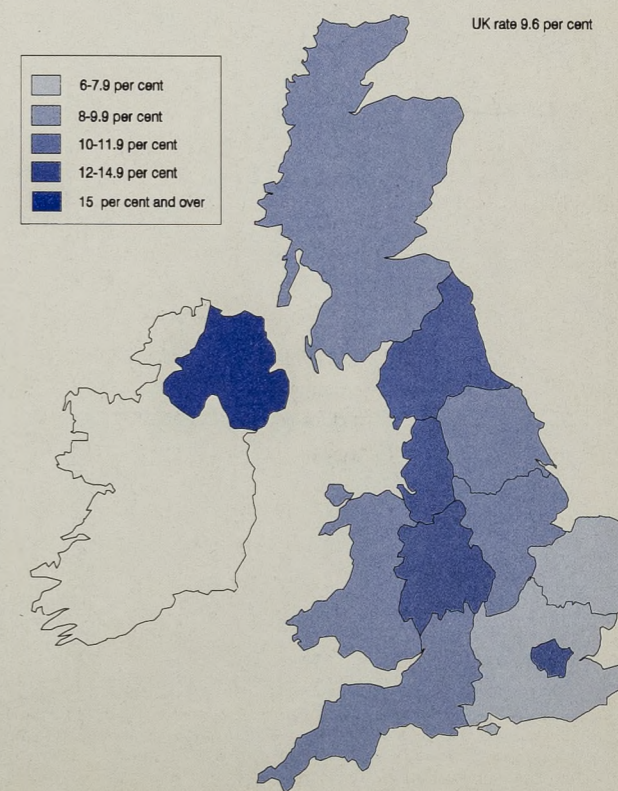 UK rate 9.6 per cent
6-7.9 per cent
8-9.9 per cent
10-11.9 per cent
12-14.9 per cent
15 per cent and over